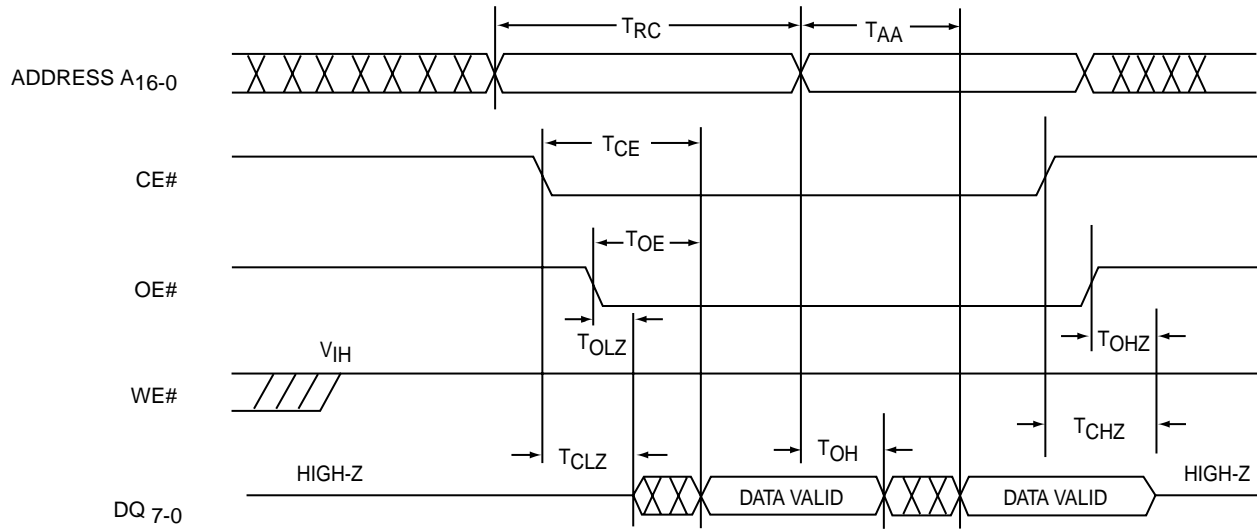 TRC TAA
ADDRESS A16-0
TCE
CE#
TOE
OE#
TOLZ TOHZ
VIH
WE#
TCLZ TOH TCHZ
HIGH-Z HIGH-Z
DQ 7-0 DATA VALID DATA VALID